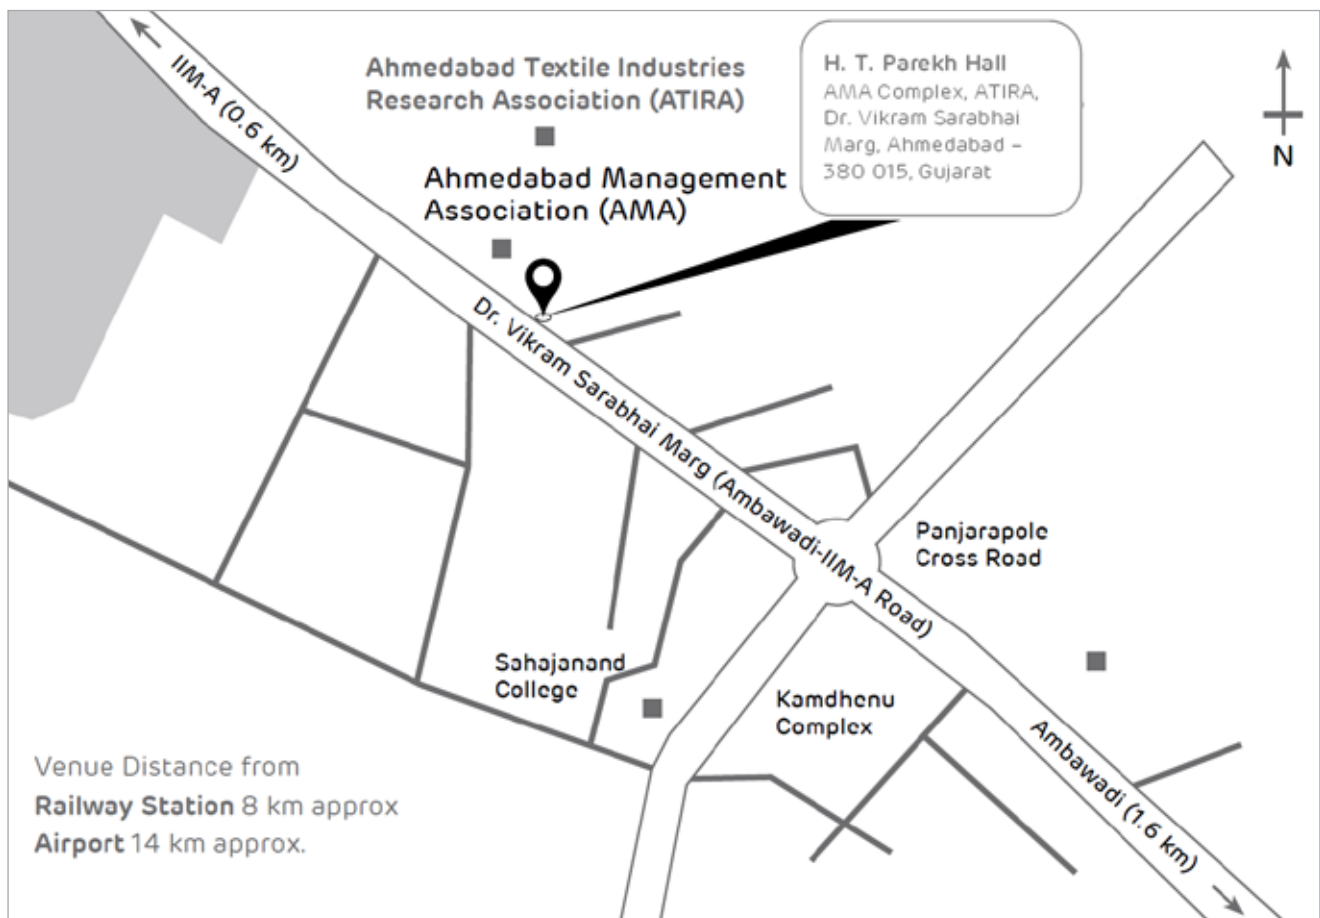 IIM-A (0.6 km)
Ahmedabad Textile Industries
Research Association (ATIRA)
H. T. Parekh Hall
AMA Complex, ATIRA,
Dr. Vikram Sarabhai
Marg, Ahmedabad –
380 015, Gujarat
N
Ahmedabad Management
Association (AMA)
Dr. Vikram Sarabhai Marg (Ambawadi-IIM-A Road)
Panjarapole
Cross Road
Sahajanand
College
Kamdhenu
Complex
Ambawadi (1.6 km)
Venue Distance from
Railway Station 8 km approx
Airport 14 km approx.